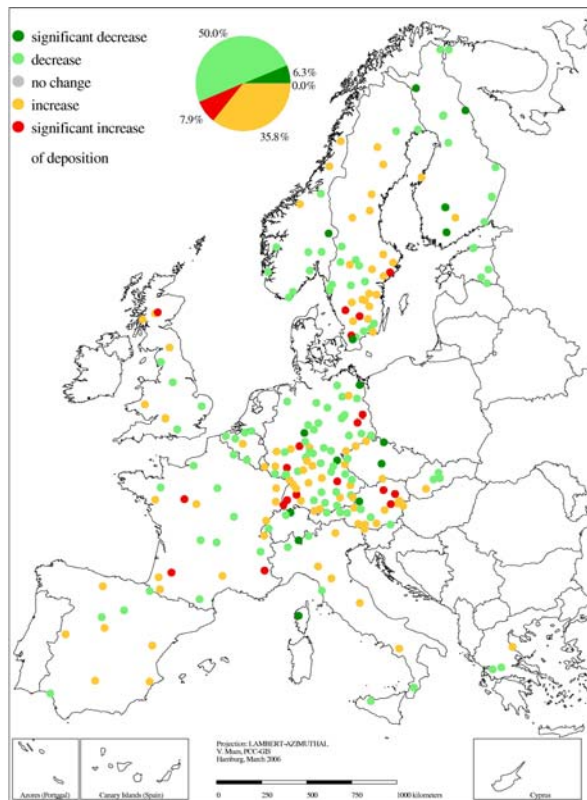 significant decrease
decrease
no change
increase
significant increase
of deposition
50.0%
6.3%
0.0%
7.9%
35.8%
Projection: LAMBERT-AZIMUTHAL
V. Mues, PCC-GIS
Hamburg, March 2006
0 250 500 750 1000 kilometers
Azores (Portugal)
Canary Islands (Spain)
Cyprus